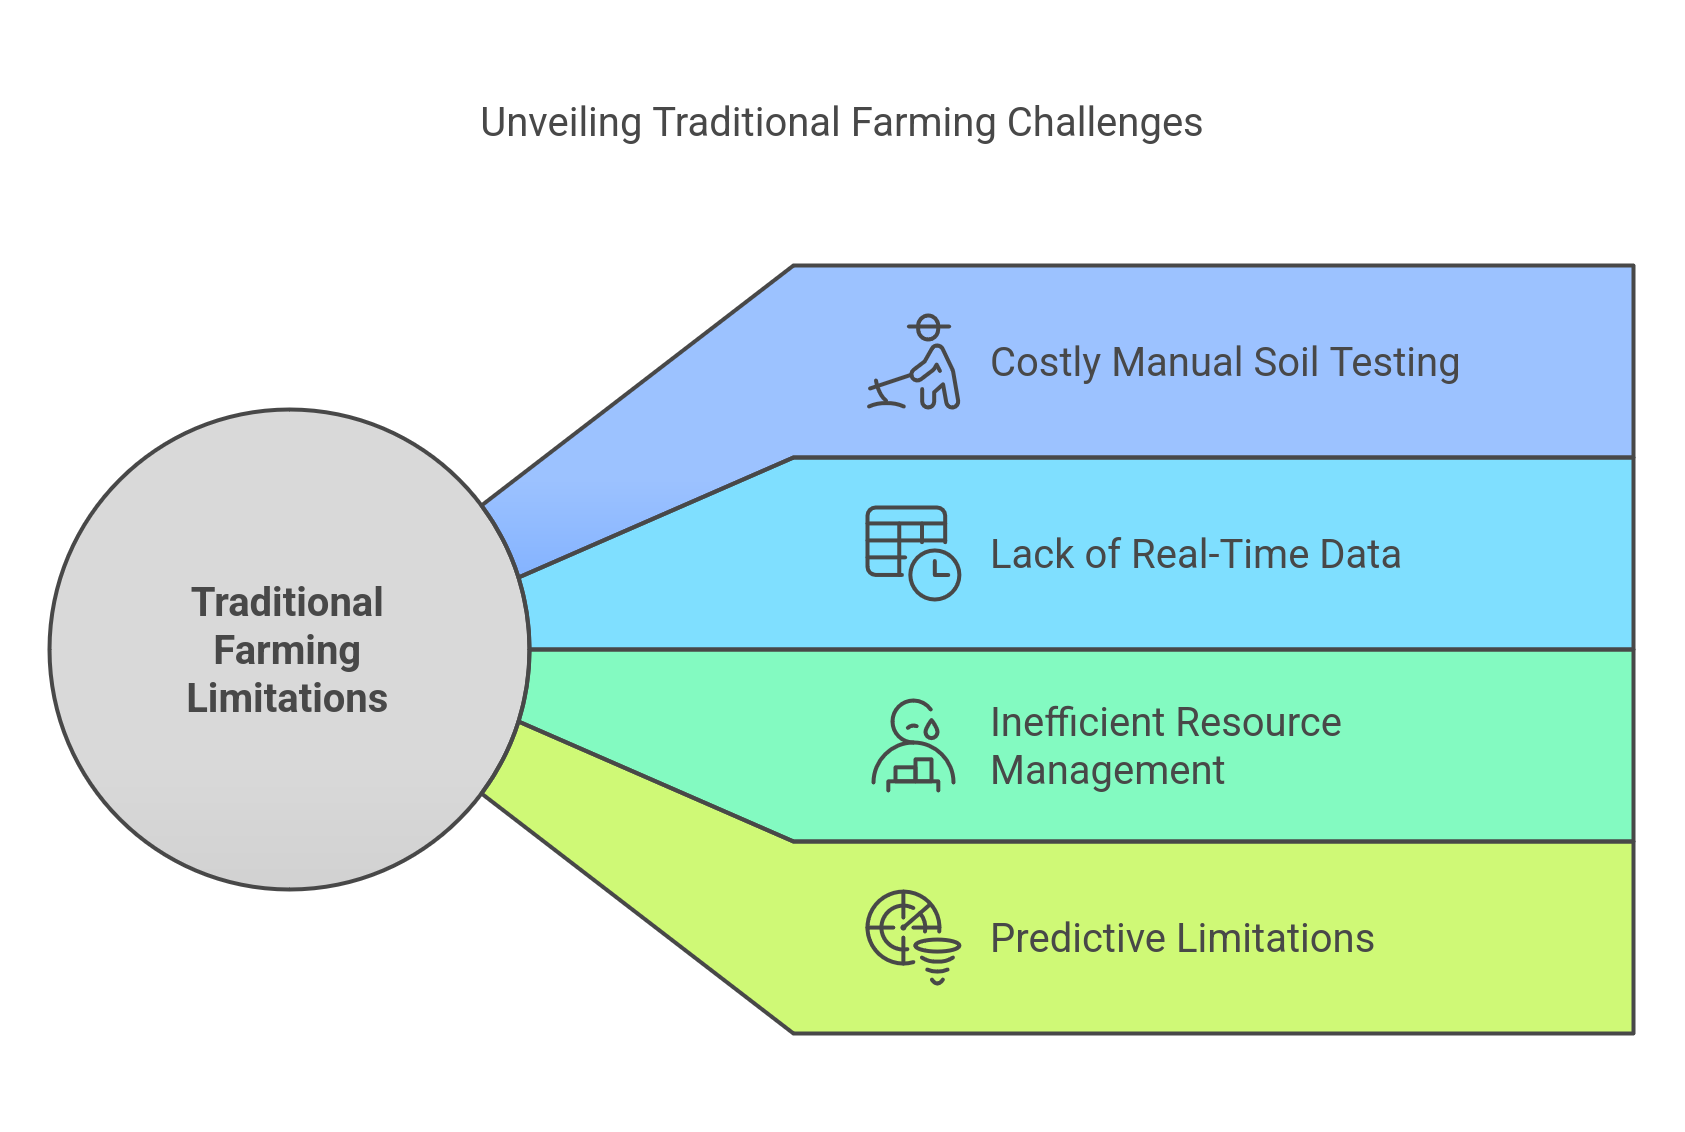 Unveiling Traditional Farming Challenges
Traditional
Farming
Limitations
Costly Manual Soil Testing
Lack of Real-Time Data
Inefficient Resource
Management
Predictive Limitations